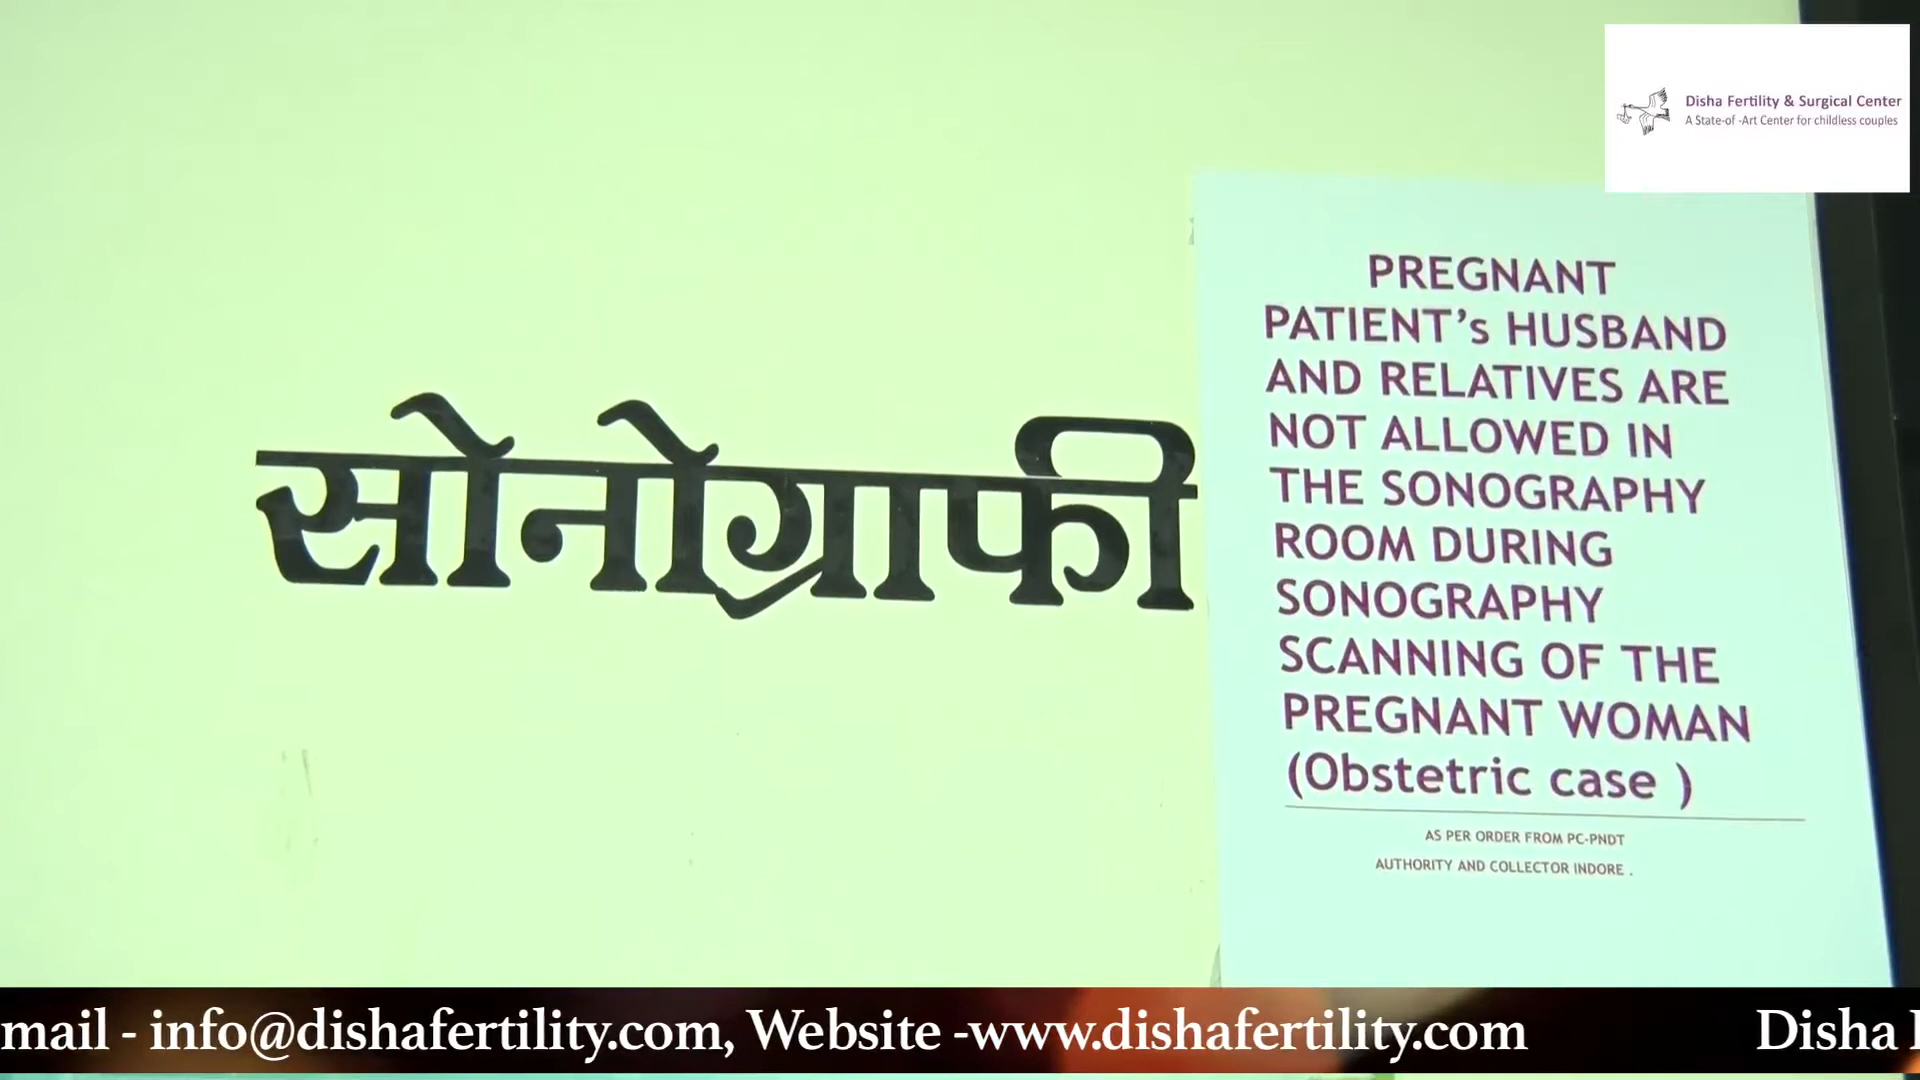 Disha Fertility & Surgical Center
A State-of -Art Center for childless couples
सोनोग्राफी
PREGNANT
PATIENT’s HUSBAND
AND RELATIVES ARE
NOT ALLOWED IN
THE SONOGRAPHY
ROOM DURING
SONOGRAPHY
SCANNING OF THE
PREGNANT WOMAN
(Obstetric case )
AS PER ORDER FROM PC-PNDT
AUTHORITY AND COLLECTOR INDORE .
mail - info@dishafertility.com, Website -www.dishafertility.com Disha